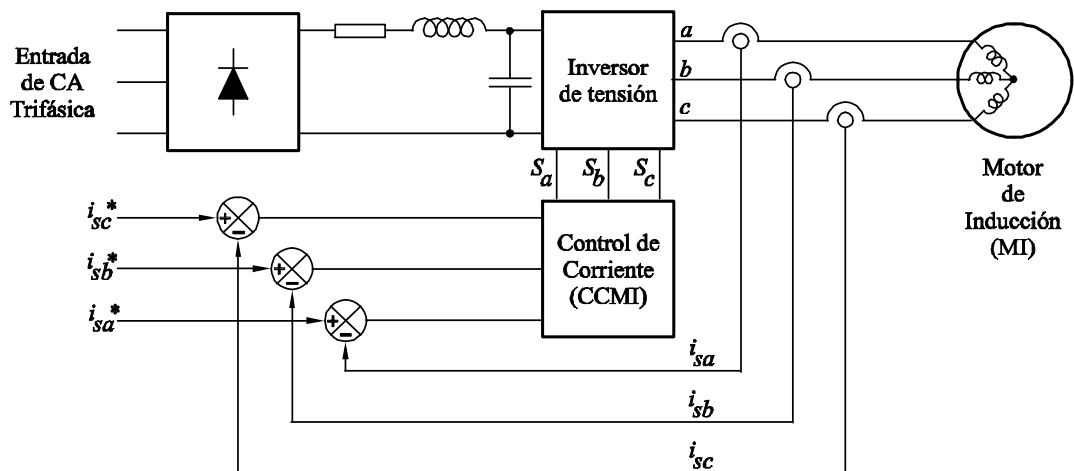 Entrada
de CA
Trifásica
Inversor
de tensión
a
b
c
Motor
de
Inducción
(MI)
S_a
S_b
S_c
i_sc*
i_sb*
i_sa*
+
-
+
-
+
-
Control de
Corriente
(CCMI)
i_sa
i_sb
i_sc